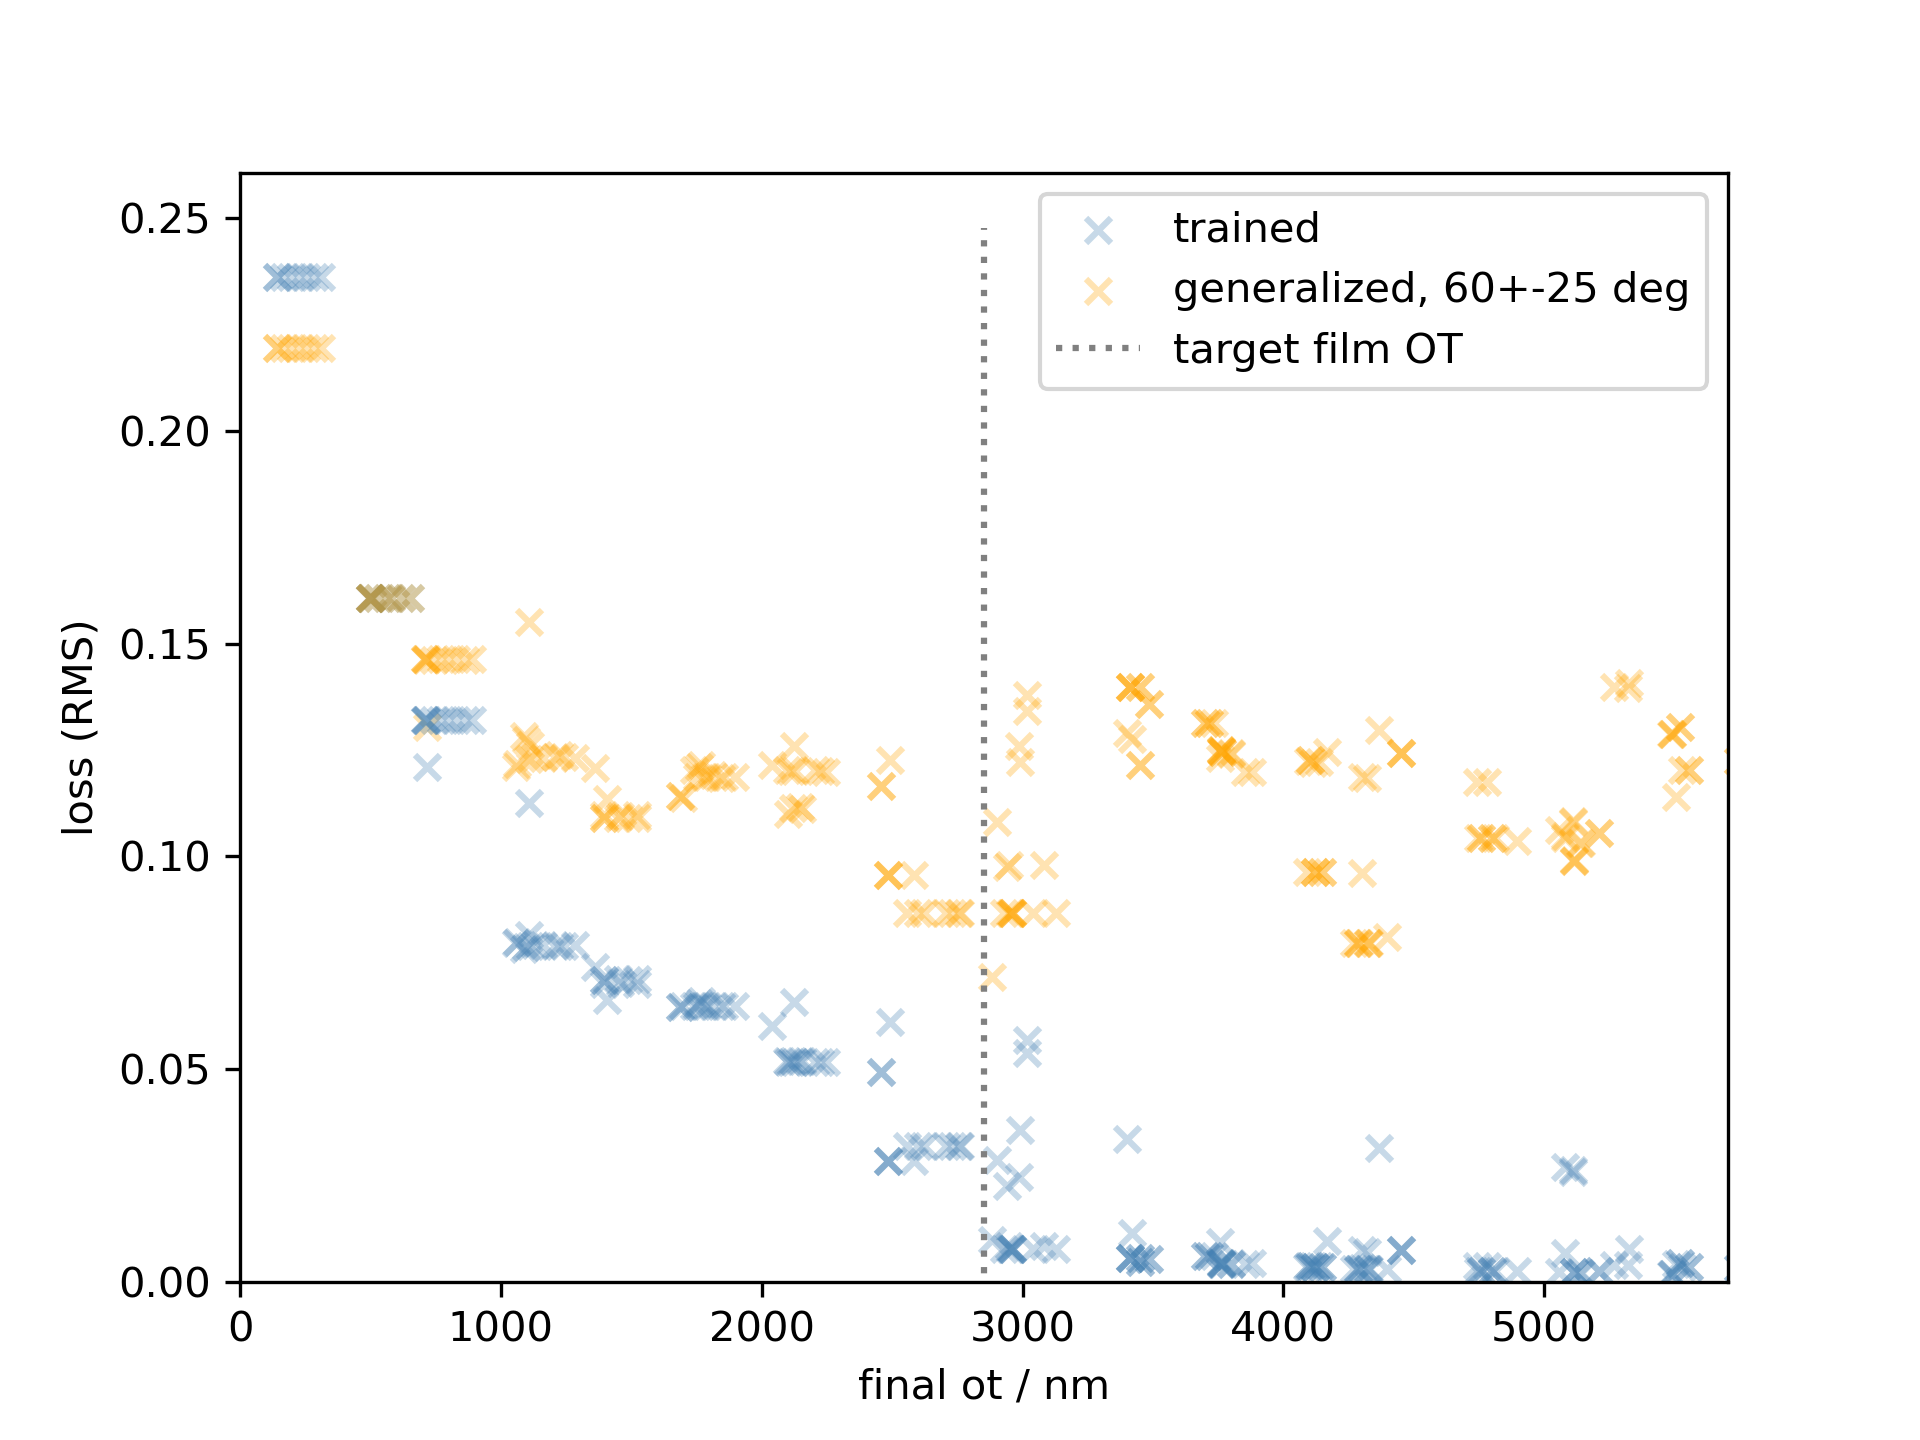 trained
generalized, 60+-25 deg
target film OT
loss (RMS)
0.25
0.20
0.15
0.10
0.05
0.00
0 1000 2000 3000 4000 5000
final ot / nm